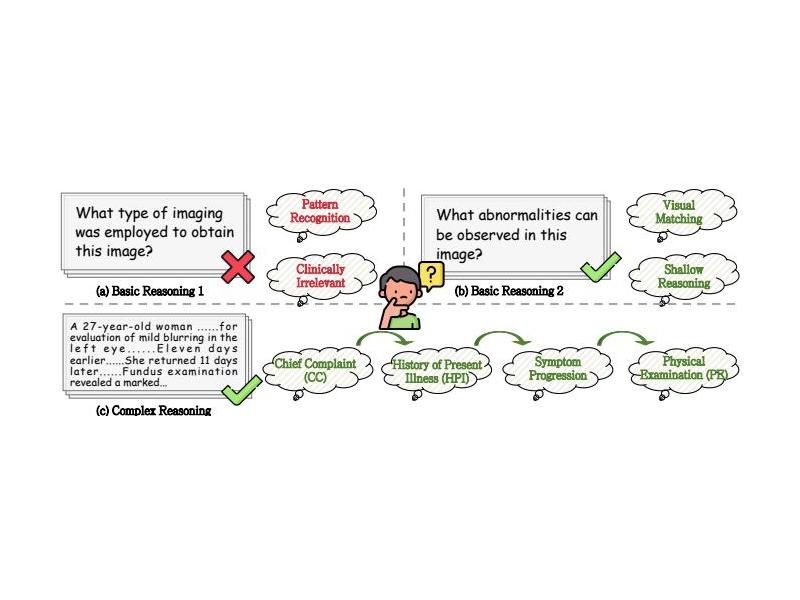 What type of imaging
was employed to obtain
this image?
Pattern
Recognition
Clinically
Irrelevant
(a) Basic Reasoning 1
What abnormalities can
be observed in this
image?
Visual
Matching
Shallow
Reasoning
?
(b) Basic Reasoning 2
A 27-year-old woman ......for
evaluation of mild blurring in the
left eye......Eleven days
earlier......She returned 11 days
later......Fundus examination
revealed a marked...
(c) Complex Reasoning
Chief Complaint
(CC)
History of Present
Illness (HPI)
Symptom
Progression
Physical
Examination (PE)